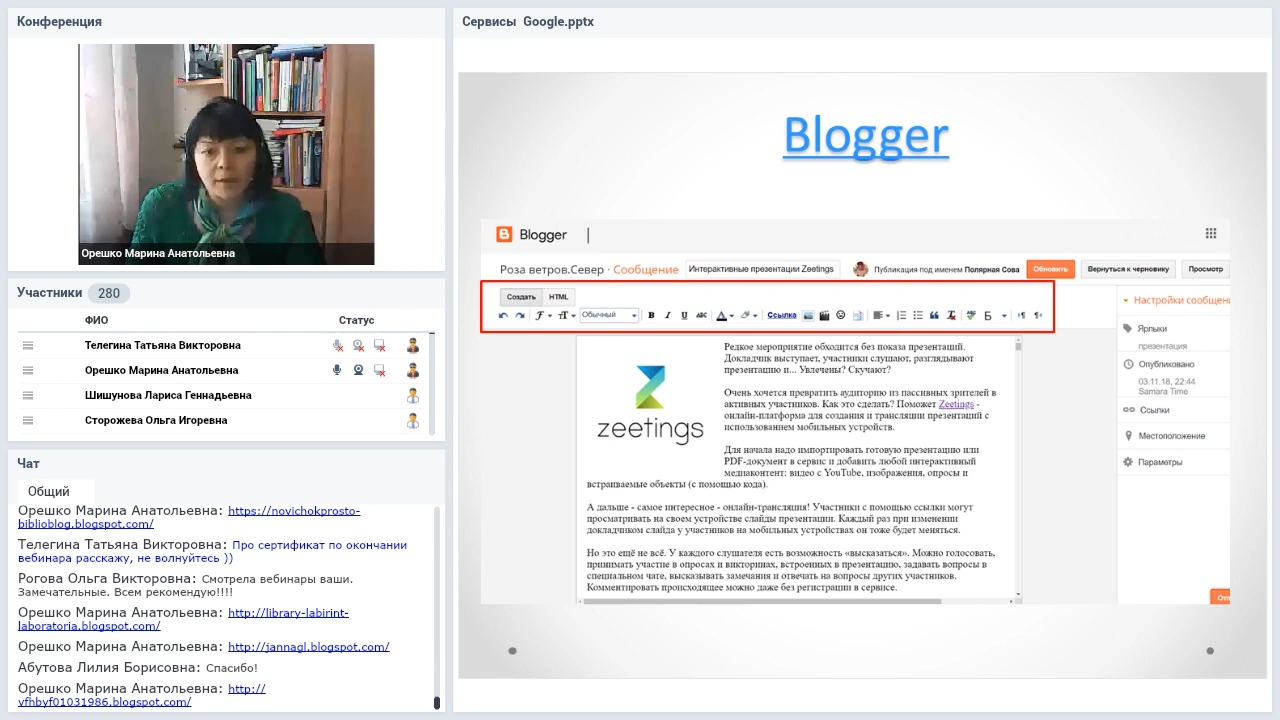 Конференция
Орешко Марина Анатольевна
Участники 280
ФИО Статус
Телегина Татьяна Викторовна
Орешко Марина Анатольевна
Шишунова Лариса Геннадьевна
Сторожева Ольга Игоревна
Чат
Общий
Орешко Марина Анатольевна: https://novichokprosto-
biblioblog.blogspot.com/
Телегина Татьяна Викторовна: Про сертификат по окончании
вебинара расскажу, не волнуйтесь ))
Рогова Ольга Викторовна: Смотрела вебинары ваши.
Замечательные. Всем рекомендую!!!!
Орешко Марина Анатольевна: http://library-labirint-
laboratoria.blogspot.com/
Орешко Марина Анатольевна: http://jannagl.blogspot.com/
Абутова Лилия Борисовна: Спасибо!
Орешко Марина Анатольевна: http://
vfhbyf01031986.blogspot.com/
Сервисы Google.pptx
Blogger
Blogger
Роза ветров.Север · Сообщение Интерактивные презентации Zeetings Публикация под именем Полярная Сова Обновить Вернуться к черновику Просмотр
Создать HTML
Обычный B I U ABC A Ссылка
zeetings
Редкое мероприятие обходится без показа презентаций.
Докладчик выступает, участники слушают, разглядывают
презентацию и... Увлечены? Скучают?
Очень хочется превратить аудиторию из пассивных зрителей в
активных участников. Как это сделать? Поможет Zeetings -
онлайн-платформа для создания и трансляции презентаций с
использованием мобильных устройств.
Для начала надо импортировать готовую презентацию или
PDF-документ в сервис и добавить любой интерактивный
медиаконтент: видео с YouTube, изображения, опросы и
встраиваемые объекты (с помощью кода).
А дальше - самое интересное - онлайн-трансляция! Участники с помощью ссылки могут
просматривать на своем устройстве слайды презентации. Каждый раз при изменении
докладчиком слайда у участников на мобильных устройствах он тоже будет меняться.
Но это ещё не всё. У каждого слушателя есть возможность «высказаться». Можно голосовать,
принимать участие в опросах и викторинах, встроенных в презентацию, задавать вопросы в
специальном чате, высказывать замечания и отвечать на вопросы других участников.
Комментировать происходящее можно даже без регистрации в сервисе.
Настройки сообщен
Ярлыки
презентация
Опубликовано
03.11.18, 22:44
Samara Time
Ссылки
Местоположение
Параметры